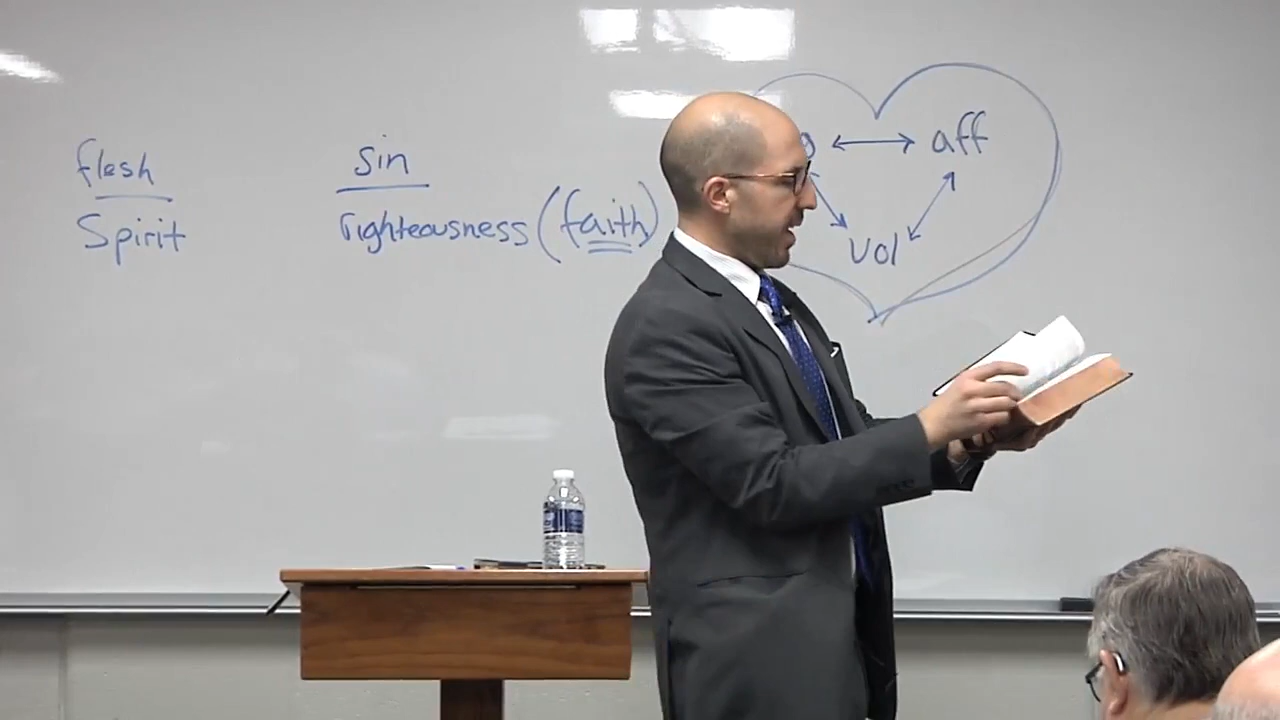 flesh
Spirit
sin
righteousness (faith)
aff
vol